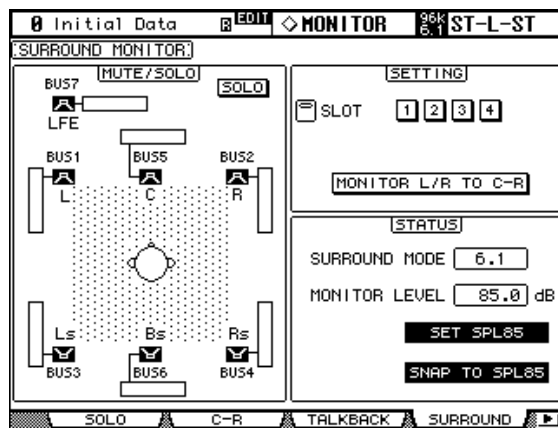 0 Initial Data EDIT ◇MONITOR 96k 6.1 ST-L-ST
SURROUND MONITOR
MUTE/SOLO
SOLO
BUS7
LFE
BUS1 BUS5 BUS2
L C R
Ls Bs Rs
BUS3 BUS6 BUS4
SETTING
SLOT 1 2 3 4
MONITOR L/R TO C-R
STATUS
SURROUND MODE 6.1
MONITOR LEVEL 85.0 dB
SET SPL85
SNAP TO SPL85
SOLO C-R TALKBACK SURROUND